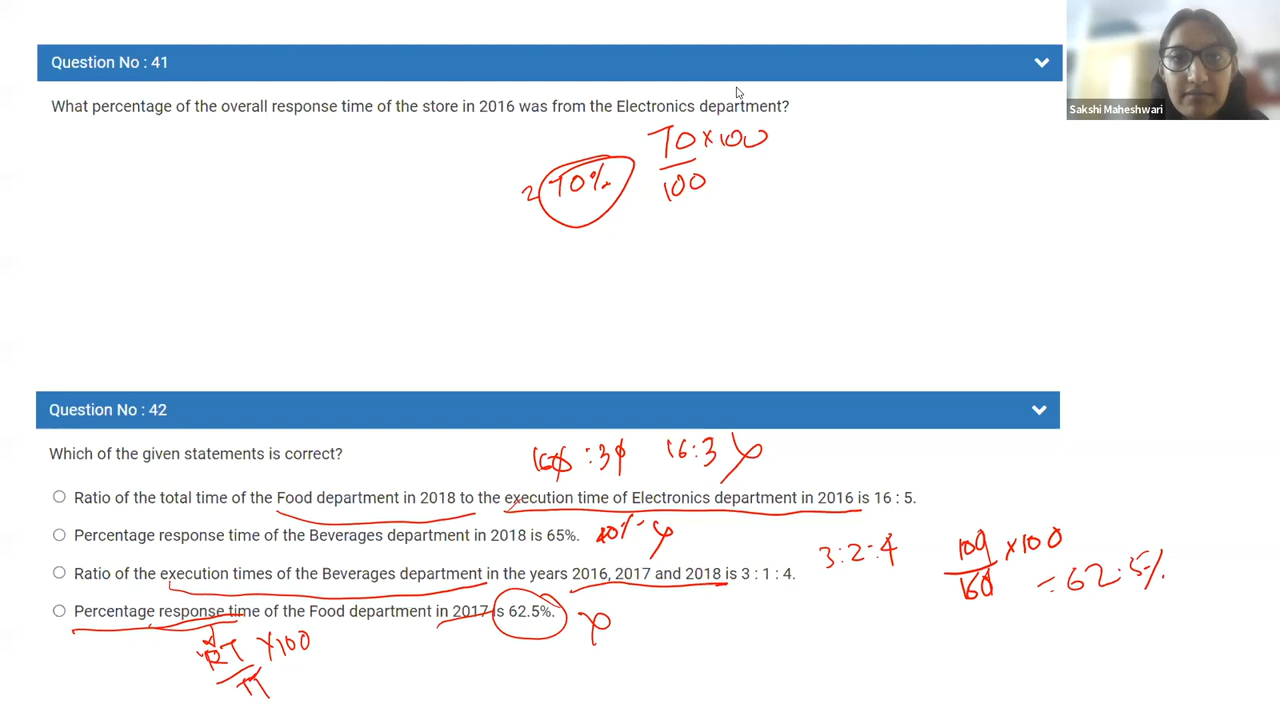 Question No : 41
Sakshi Maheshwari
What percentage of the overall response time of the store in 2016 was from the Electronics department?
70×100
100
70%
Question No : 42
Which of the given statements is correct?
160 : 30 16:3
Ratio of the total time of the Food department in 2018 to the execution time of Electronics department in 2016 is 16 : 5.
Percentage response time of the Beverages department in 2018 is 65%.
3:2:4
100 ×100
160
= 62.5%
Ratio of the execution times of the Beverages department in the years 2016, 2017 and 2018 is 3 : 1 : 4.
Percentage response time of the Food department in 2017 is 62.5%.
RT ×100
TT